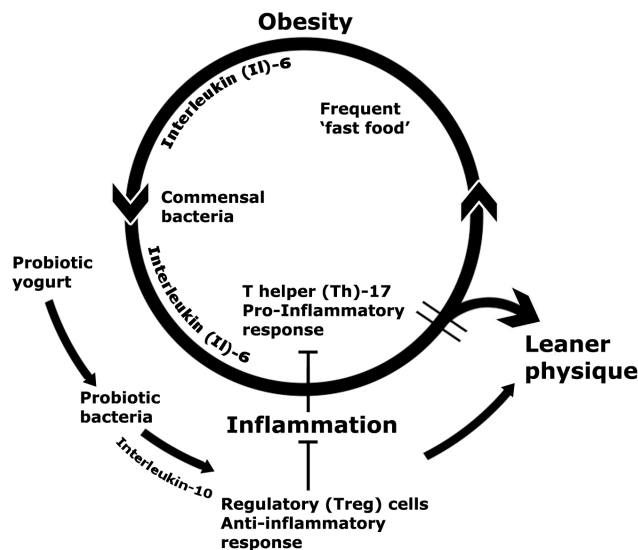 Obesity
Interleukin (Il)-6
Frequent
‘fast food’
Commensal
bacteria
Interleukin (Il)-6
Probiotic
yogurt
T helper (Th)-17
Pro-Inflammatory
response
Leaner
physique
Probiotic
bacteria
Inflammation
Interleukin-10
Regulatory (Treg) cells
Anti-inflammatory
response